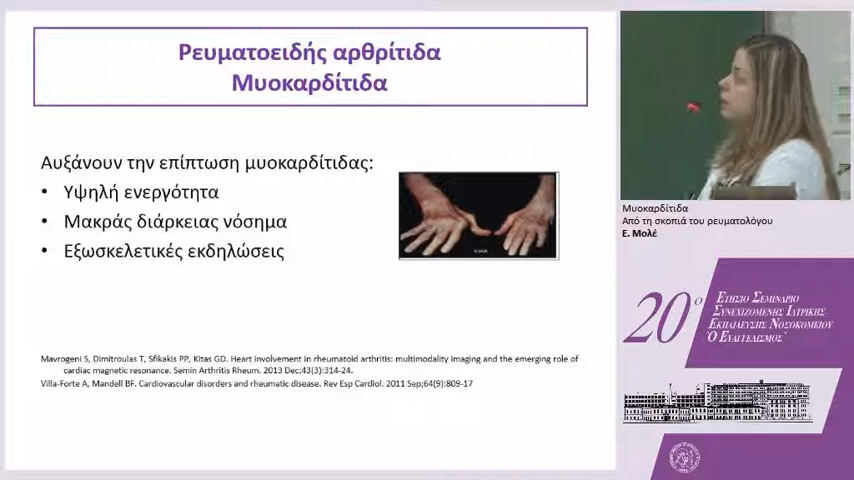 Ρευματοειδής αρθρίτιδα
Μυοκαρδίτιδα
Αυξάνουν την επίπτωση μυοκαρδίτιδας:
• Υψηλή ενεργότητα
• Μακράς διάρκειας νόσημα
• Εξωσκελετικές εκδηλώσεις
Mavrogeni S, Dimitroulas T, Sfikakis PP, Kitas GD. Heart involvement in rheumatoid arthritis: multimodality imaging and the emerging role of
cardiac magnetic resonance. Semin Arthritis Rheum. 2013 Dec;43(3):314-24.
Villa-Forte A, Mandell BF. Cardiovascular disorders and rheumatic disease. Rev Esp Cardiol. 2011 Sep;64(9):809-17
Μυοκαρδίτιδα
Από τη σκοπιά του ρευματολόγου
Ε. Μολέ
20ο
ΕΤΗΣΙΟ ΣΕΜΙΝΑΡΙΟ
ΣΥΝΕΧΙΖΟΜΕΝΗΣ ΙΑΤΡΙΚΗΣ
ΕΚΠΑΙΔΕΥΣΗΣ ΝΟΣΟΚΟΜΕΙΟΥ
'Ο ΕΥΑΓΓΕΛΙΣΜΟΣ'